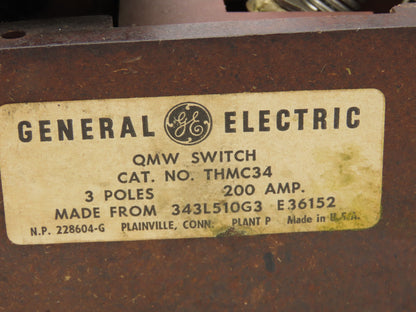 GENERAL GE ELECTRIC
QMW SWITCH
CAT. NO. THMC34
3 POLES 200 AMP.
MADE FROM 343L510G3 E36152
N.P. 228604-G PLAINVILLE, CONN. PLANT P Made in U.S.A.